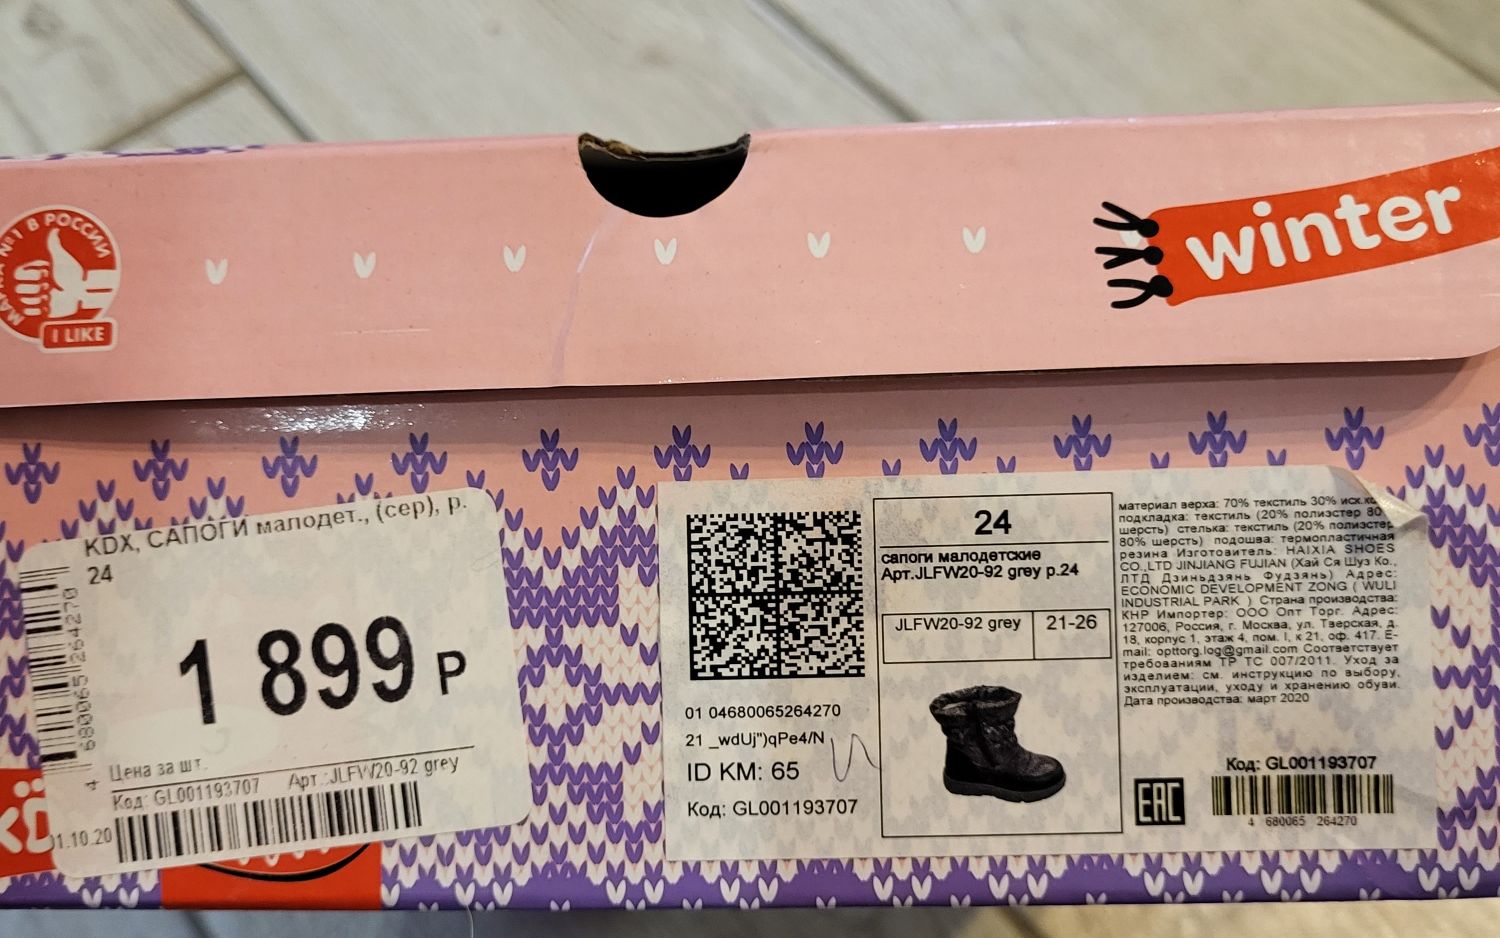 МАРКА №1 В РОССИИ
I LIKE
winter
KDX, САПОГИ малодет., (сер), р.
24
4 680065 264270
1 899 Р
Цена за шт.
Код: GL001193707 Арт.:JLFW20-92 grey
01.10.20
01 04680065264270
21 _wdUj")qPe4/N
ID KM: 65
Код: GL001193707
24
сапоги малодетские
Арт.JLFW20-92 grey р.24
JLFW20-92 grey 21-26
материал верха: 70% текстиль 30% иск.
подкладка: текстиль (20% полиэстер 80
шерсть) стелька: текстиль (20% полиэстер
80% шерсть) подошва: термопластичная
резина Изготовитель: HAIXIA SHOES
CO.,LTD JINJIANG FUJIAN (Хай Ся Шуз Ко.,
ЛТД Дзиньдзянь Фудзянь) Адрес:
ECONOMIC DEVELOPMENT ZONG ( WULI
INDUSTRIAL PARK ) Страна производства:
КНР Импортер: ООО Опт Торг. Адрес:
127006, Россия, г. Москва, ул. Тверская, д.
18, корпус 1, этаж 4, пом. I, к 21, оф. 417. E-
mail: opttorg.log@gmail.com Соответствует
требованиям ТР ТС 007/2011. Уход за
изделием: см. инструкцию по выбору,
эксплуатации, уходу и хранению обуви.
Дата производства: март 2020
EAC
Код: GL001193707
4 680065 264270